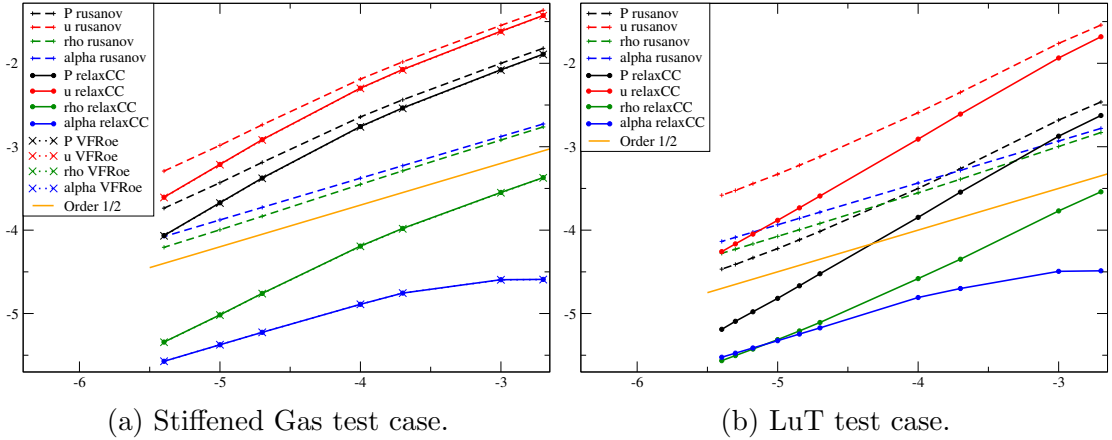 P rusanov
u rusanov
rho rusanov
alpha rusanov
P relaxCC
u relaxCC
rho relaxCC
alpha relaxCC
P VFRoe
u VFRoe
rho VFRoe
alpha VFRoe
Order 1/2
-2
-3
-4
-5
-6
-5
-4
-3
(a) Stiffened Gas test case.
P rusanov
u rusanov
rho rusanov
alpha rusanov
P relaxCC
u relaxCC
rho relaxCC
alpha relaxCC
Order 1/2
-2
-3
-4
-5
-6
-5
-4
-3
(b) LuT test case.